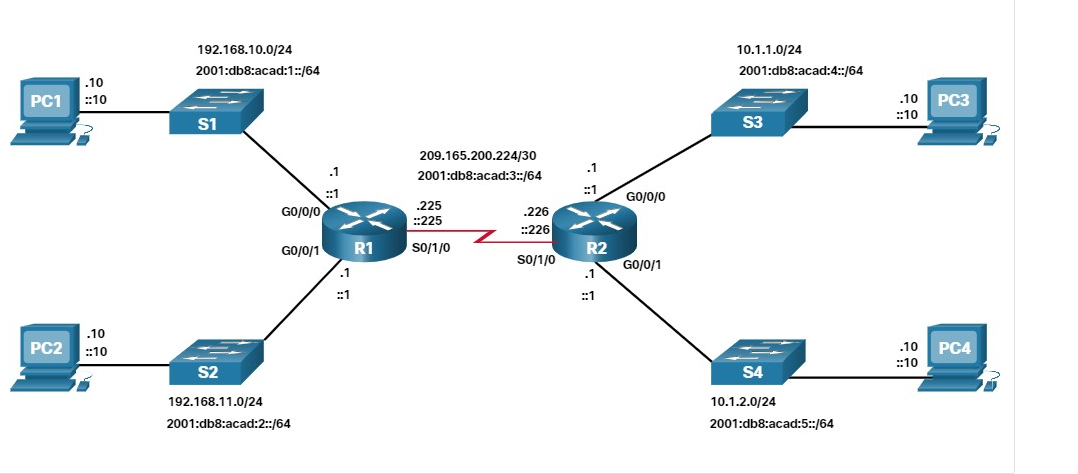 192.168.10.0/24
2001:db8:acad:1::/64
PC1
.10
::10
S1
10.1.1.0/24
2001:db8:acad:4::/64
S3
.10
::10
PC3
209.165.200.224/30
2001:db8:acad:3::/64
.1
::1
G0/0/0
G0/0/1
R1
.225
::225
S0/1/0
.1
::1
.1
::1
G0/0/0
.226
::226
S0/1/0
R2
G0/0/1
.1
::1
PC2
.10
::10
S2
192.168.11.0/24
2001:db8:acad:2::/64
S4
.10
::10
PC4
10.1.2.0/24
2001:db8:acad:5::/64